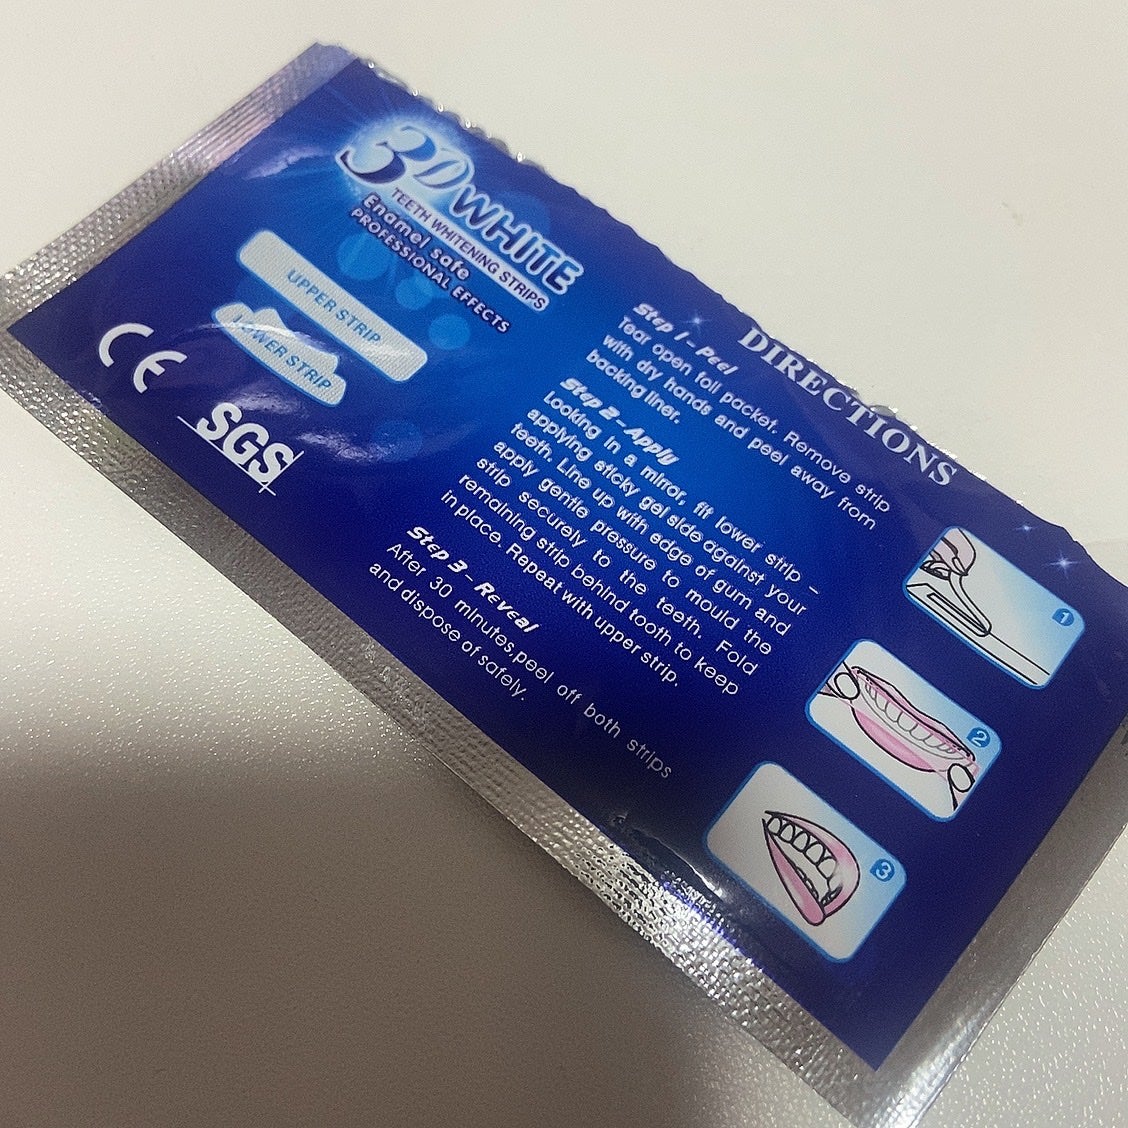 3D WHITE
TEETH WHITENING STRIPS
Enamel safe
PROFESSIONAL EFFECTS
UPPER STRIP
LOWER STRIP
CE
SGS
DIRECTIONS
Step 1 - Peel
Tear open foil packet. Remove strip
with dry hands and peel away from
backing liner.
Step 2 - Apply
Looking in a mirror, fit lower strip –
applying sticky gel side against your
teeth. Line up with edge of gum and
apply gentle pressure to mould the
strip securely to the teeth. Fold
remaining strip behind tooth to keep
in place. Repeat with upper strip.
Step 3 - Reveal
After 30 minutes,peel off both strips
and dispose of safely.
1
2
3